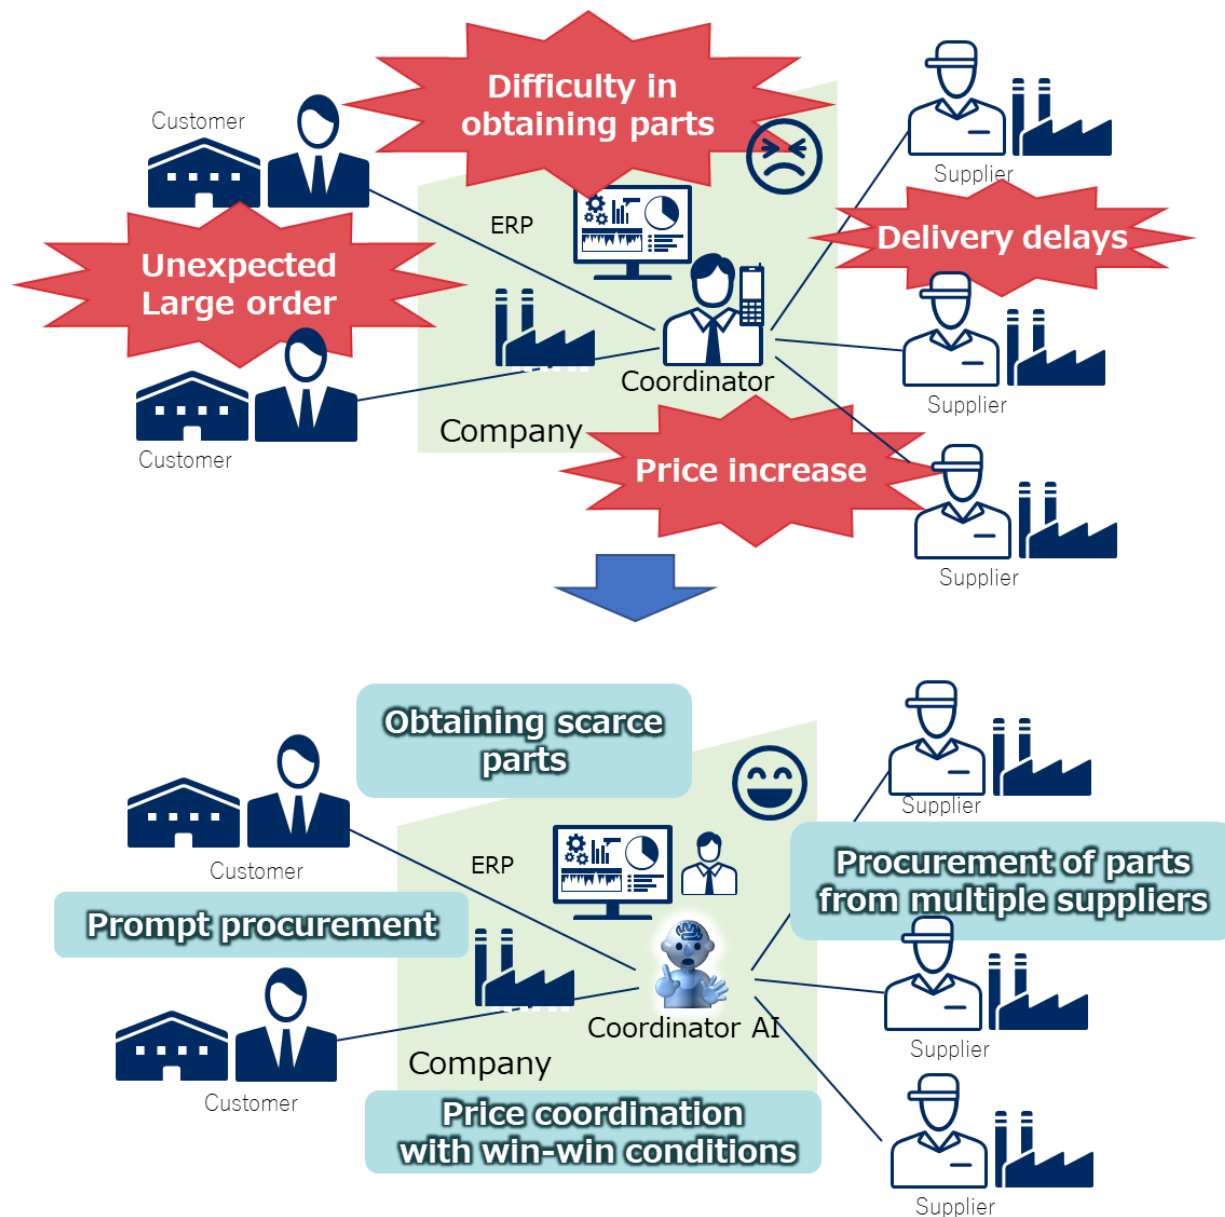 Difficulty in
obtaining parts
Customer
Supplier
ERP
Delivery delays
Unexpected
Large order
Coordinator
Supplier
Company
Customer
Price increase
Supplier
Obtaining scarce
parts
Supplier
Customer
ERP
Procurement of parts
from multiple suppliers
Prompt procurement
Coordinator AI
Supplier
Company
Customer
Price coordination
with win-win conditions
Supplier